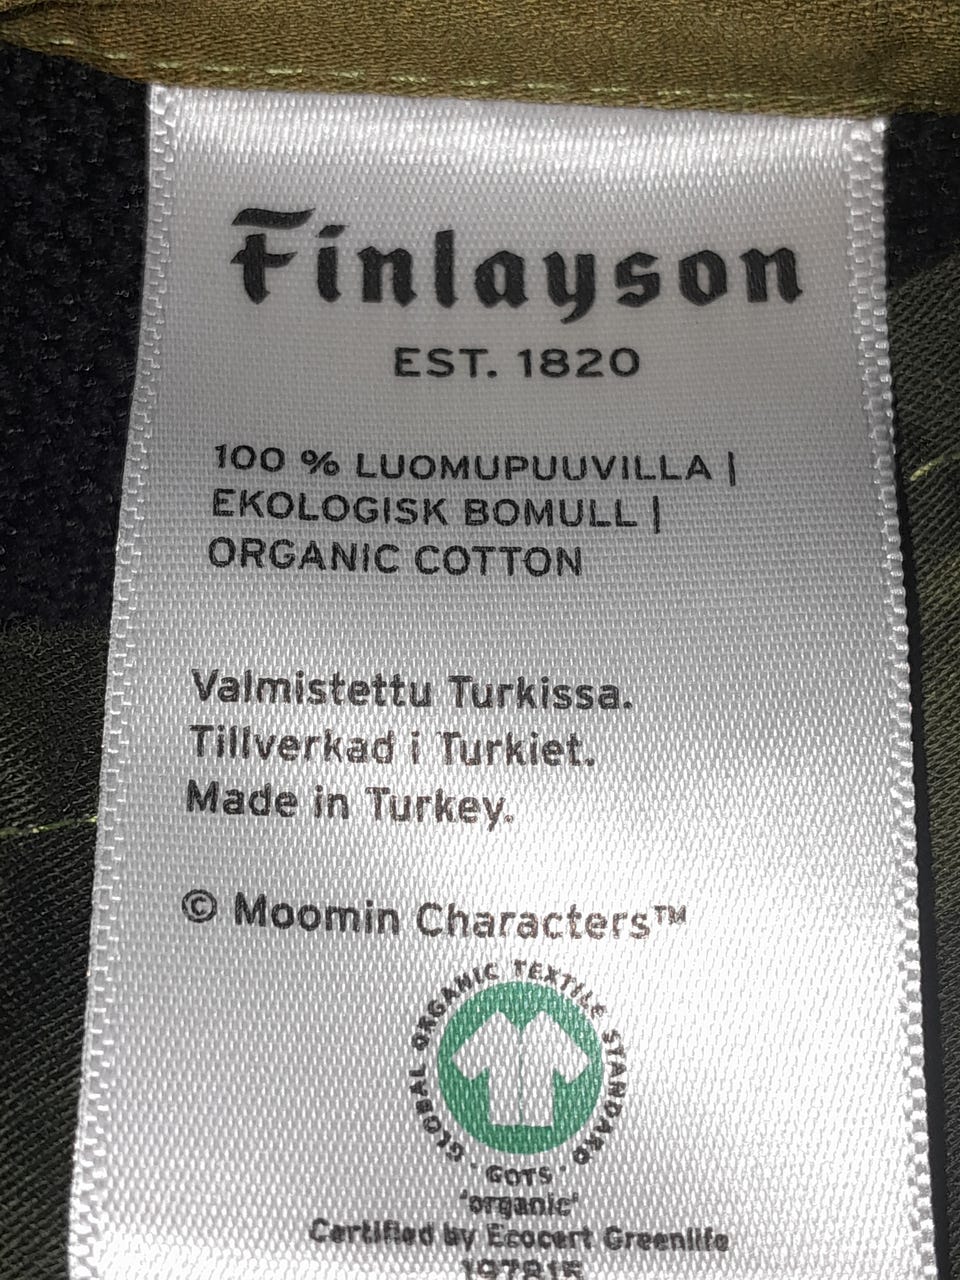 Finlayson
EST. 1820
100 % LUOMUPUUVILLA |
EKOLOGISK BOMULL |
ORGANIC COTTON
Valmistettu Turkissa.
Tillverkad i Turkiet.
Made in Turkey.
© Moomin Characters™
GLOBAL ORGANIC TEXTILE STANDARD · GOTS ·
'organic'
Certified by Ecocert Greenlife